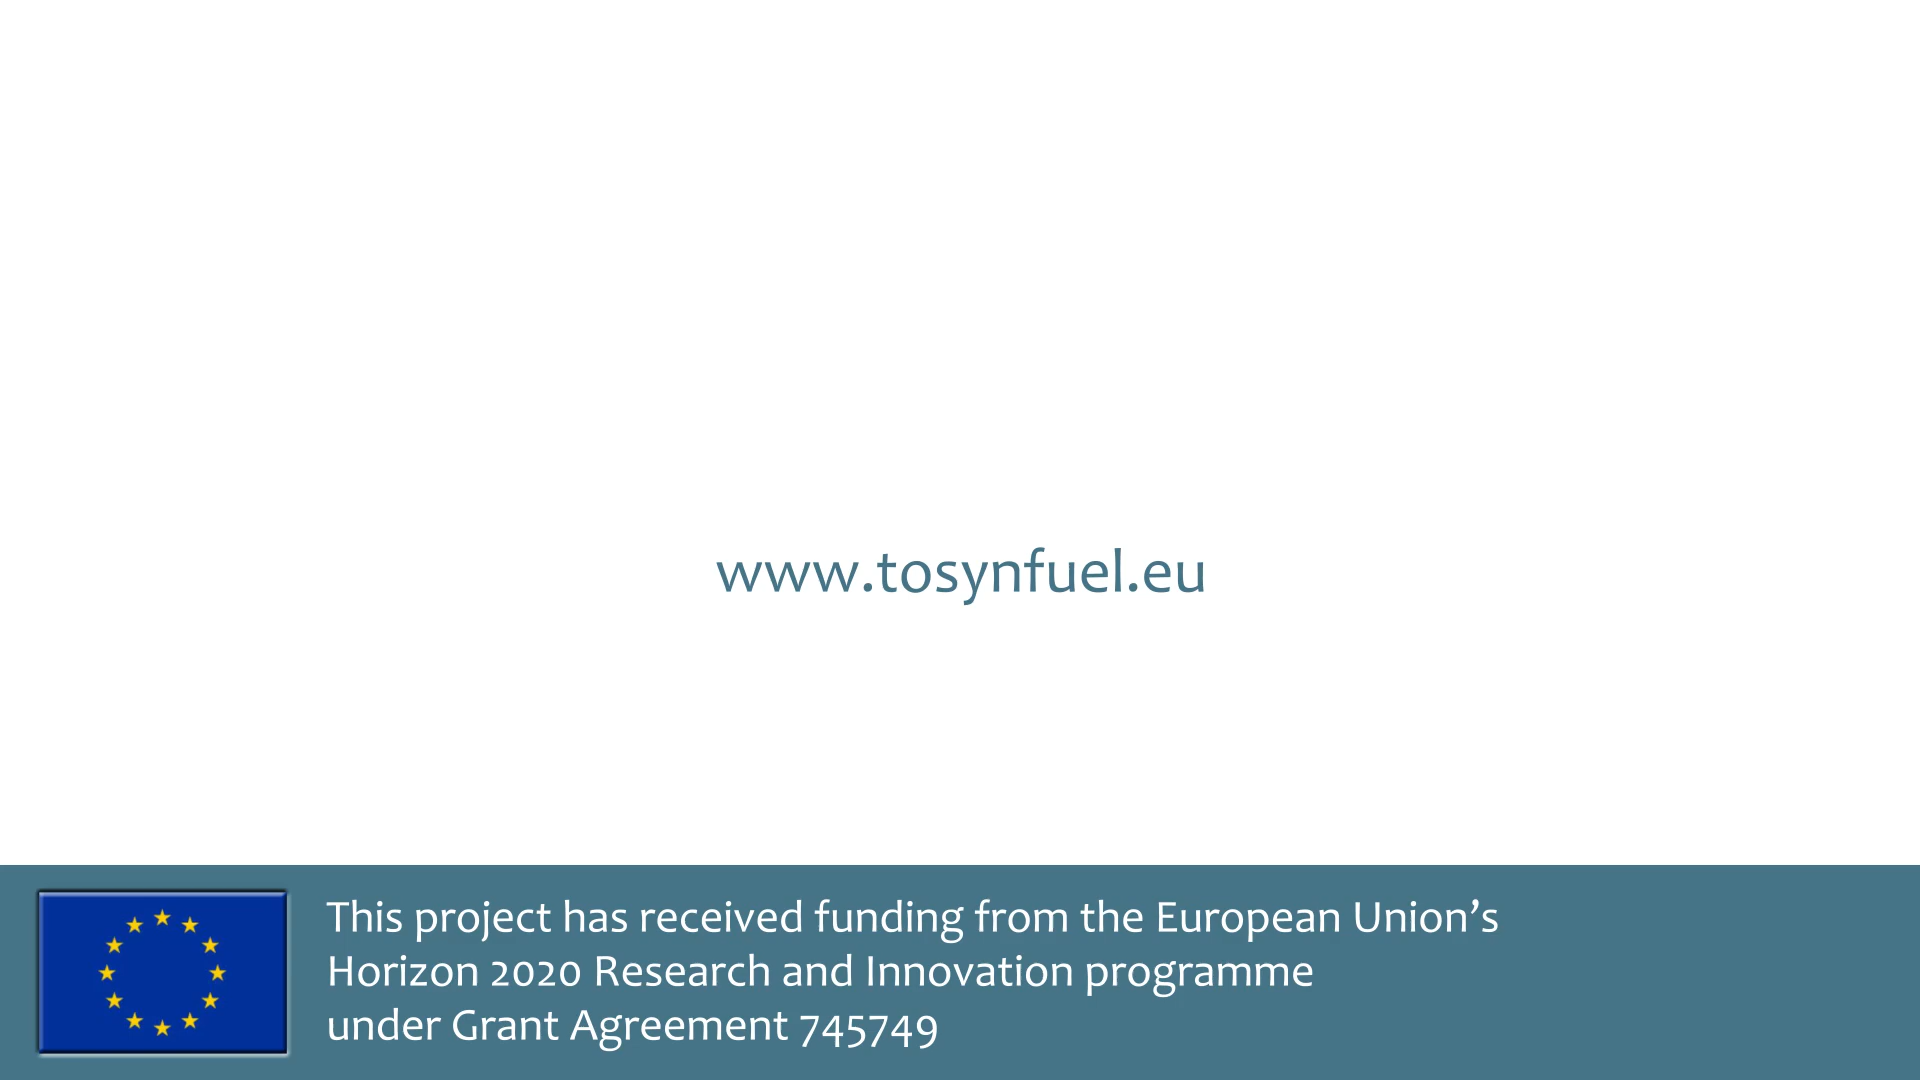 www.tosynfuel.eu
This project has received funding from the European Union’s
Horizon 2020 Research and Innovation programme
under Grant Agreement 745749